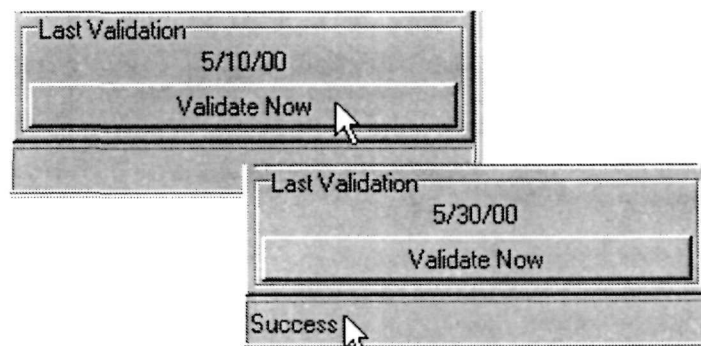 Last Validation
5/10/00
Validate Now
Last Validation
5/30/00
Validate Now
Success